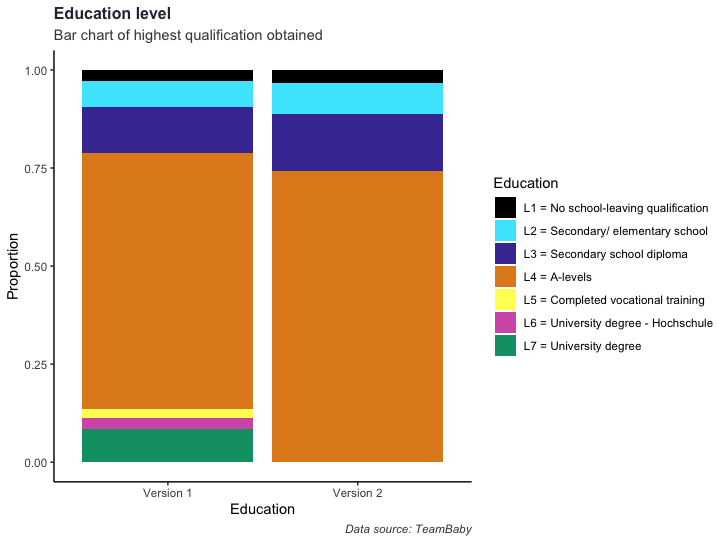 Education level
Bar chart of highest qualification obtained
1.00
0.75
0.50
0.25
0.00
Proportion
Version 1
Version 2
Education
Education
L1 = No school-leaving qualification
L2 = Secondary/ elementary school
L3 = Secondary school diploma
L4 = A-levels
L5 = Completed vocational training
L6 = University degree - Hochschule
L7 = University degree
Data source: TeamBaby